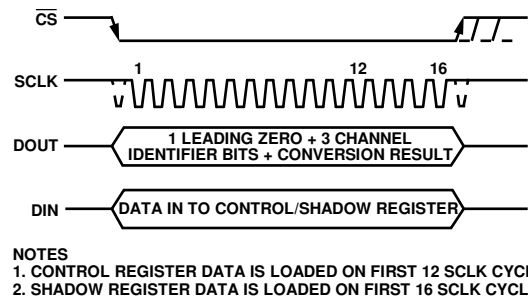 CS
1 12 16
SCLK
DOUT 1 LEADING ZERO + 3 CHANNEL
IDENTIFIER BITS + CONVERSION RESULT
DIN DATA IN TO CONTROL/SHADOW REGISTER
NOTES
1. CONTROL REGISTER DATA IS LOADED ON FIRST 12 SCLK
2. SHADOW REGISTER DATA IS LOADED ON FIRST 16 SCLK